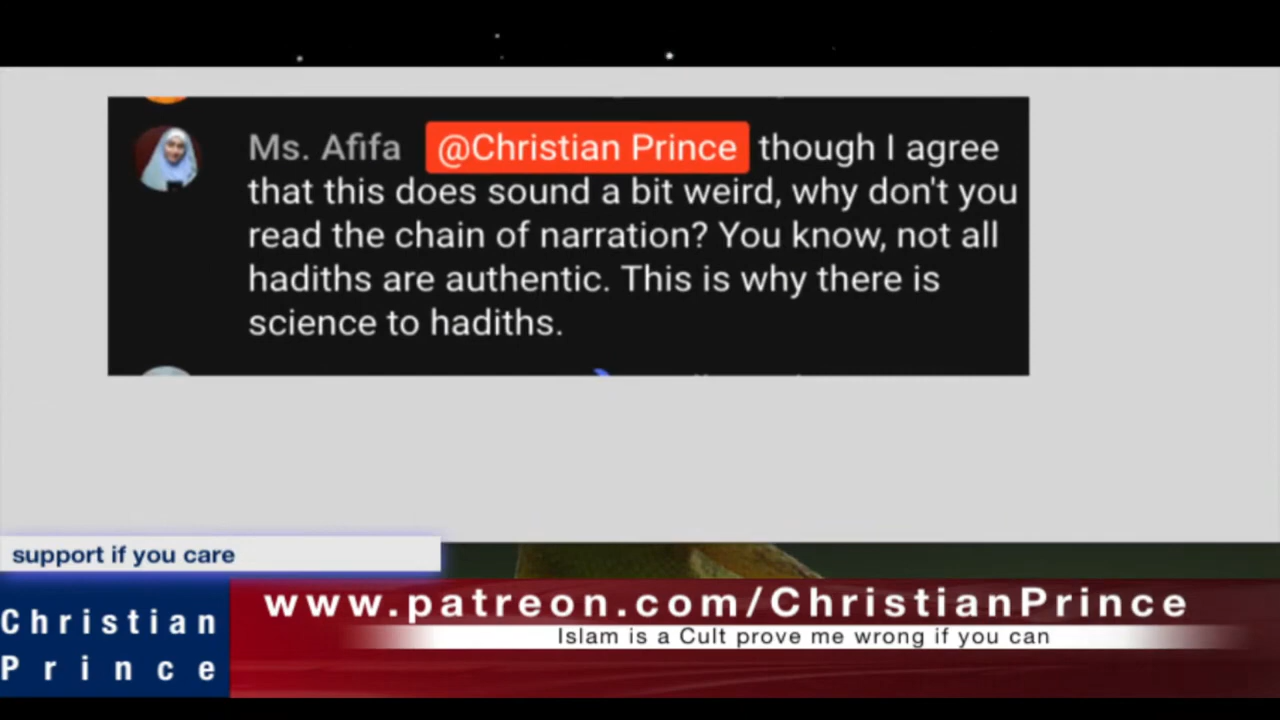 Ms. Afifa @Christian Prince though I agree
that this does sound a bit weird, why don't you
read the chain of narration? You know, not all
hadiths are authentic. This is why there is
science to hadiths.
support if you care
Christian
Prince
www.patreon.com/ChristianPrince
Islam is a Cult prove me wrong if you can